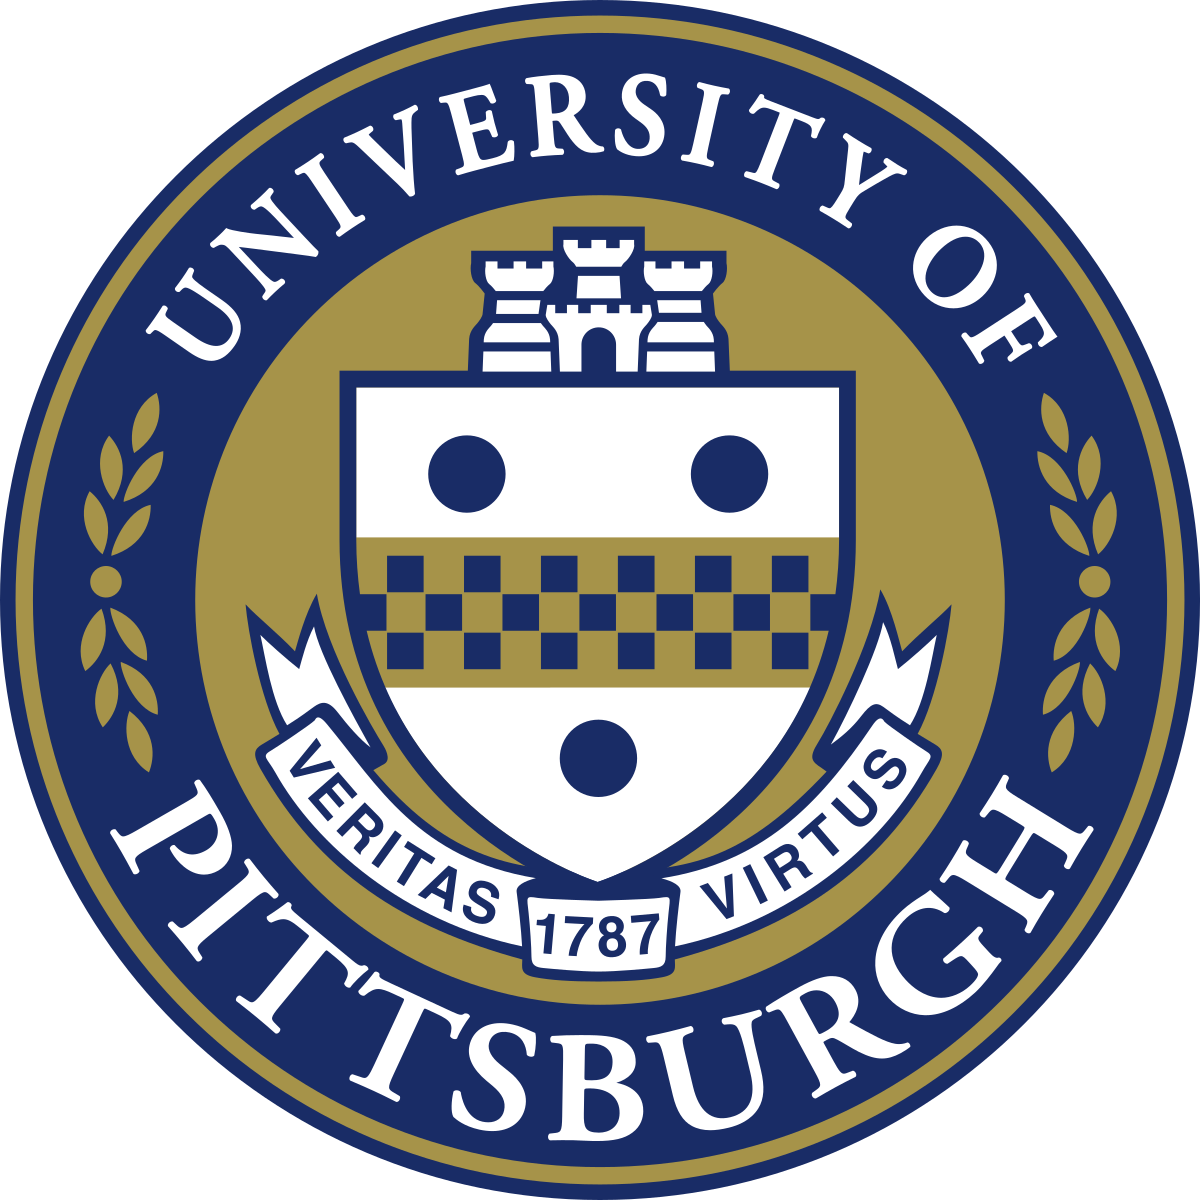 UNIVERSITY OF
PITTSBURGH
VERITAS
1787
VIRTUS